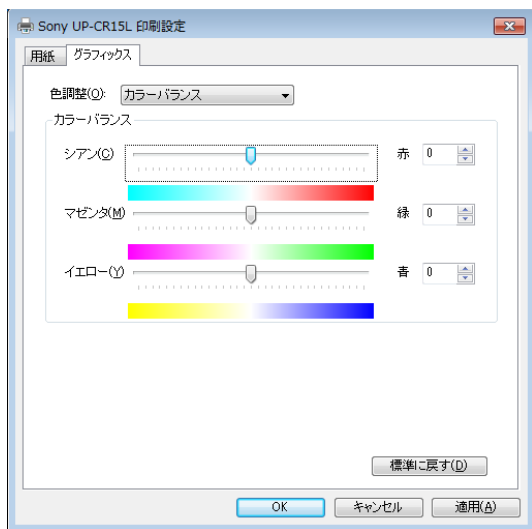 Sony UP-CR15L 印刷設定
用紙 グラフィックス
色調整(O): カラーバランス
カラーバランス
シアン(C) 赤 0
マゼンタ(M) 緑 0
イエロー(Y) 青 0
標準に戻す(D)
OK キャンセル 適用(A)